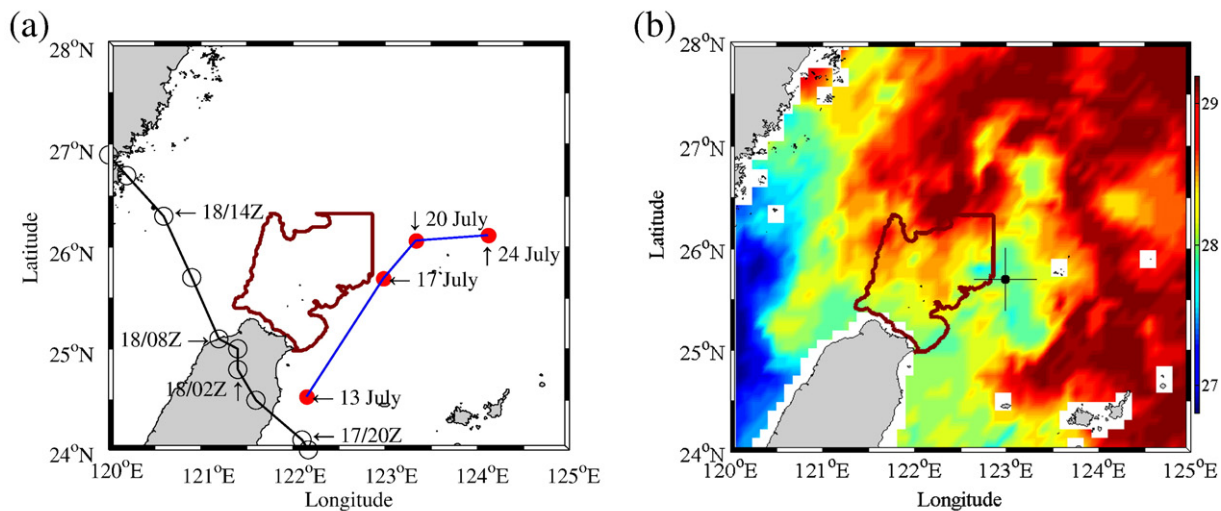 (a)
(b)
28°N
27°N
26°N
25°N
24°N
120°E
121°E
122°E
123°E
124°E
125°E
Latitude
Longitude
← 18/14Z
18/08Z →
18/02Z ↑
← 17/20Z
↓ 20 July
↑ 24 July
← 17 July
← 13 July
28°N
27°N
26°N
25°N
24°N
120°E
121°E
122°E
123°E
124°E
125°E
Latitude
Longitude
29
28
27